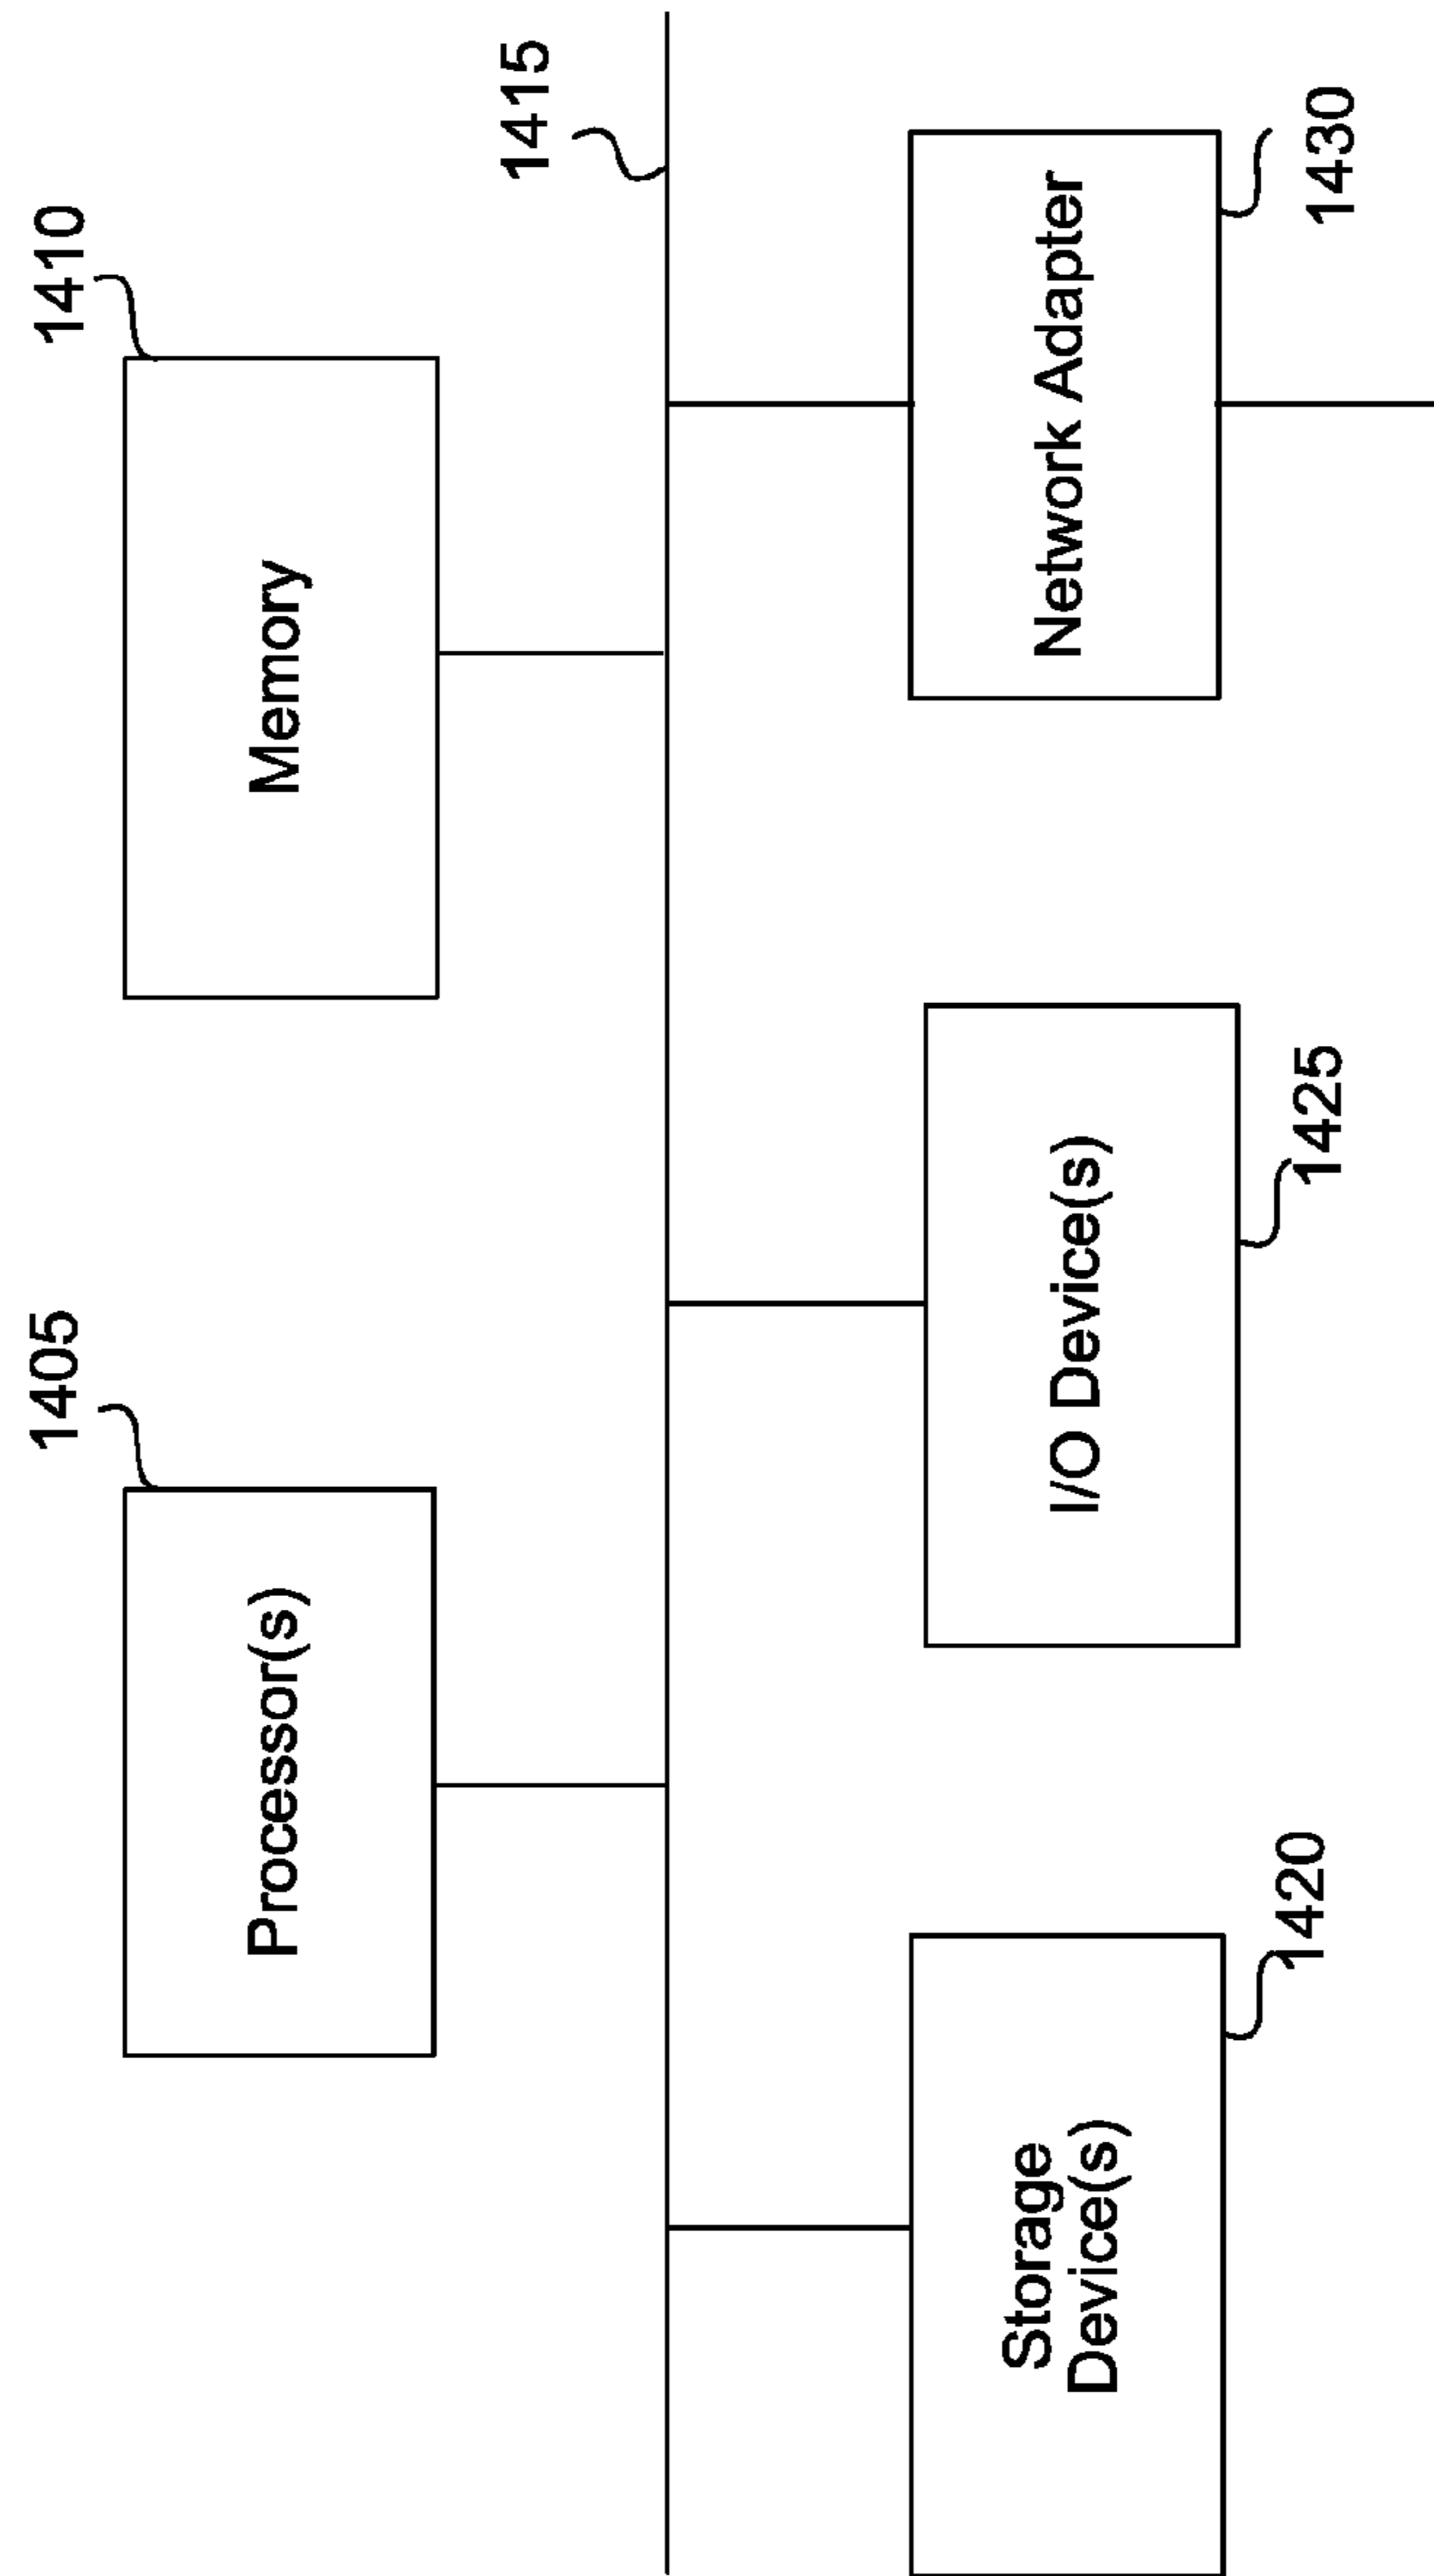 1405
1410
Processor(s)
Memory
1415
Storage
Device(s)
I/O Device(s)
Network Adapter
1420
1425
1430